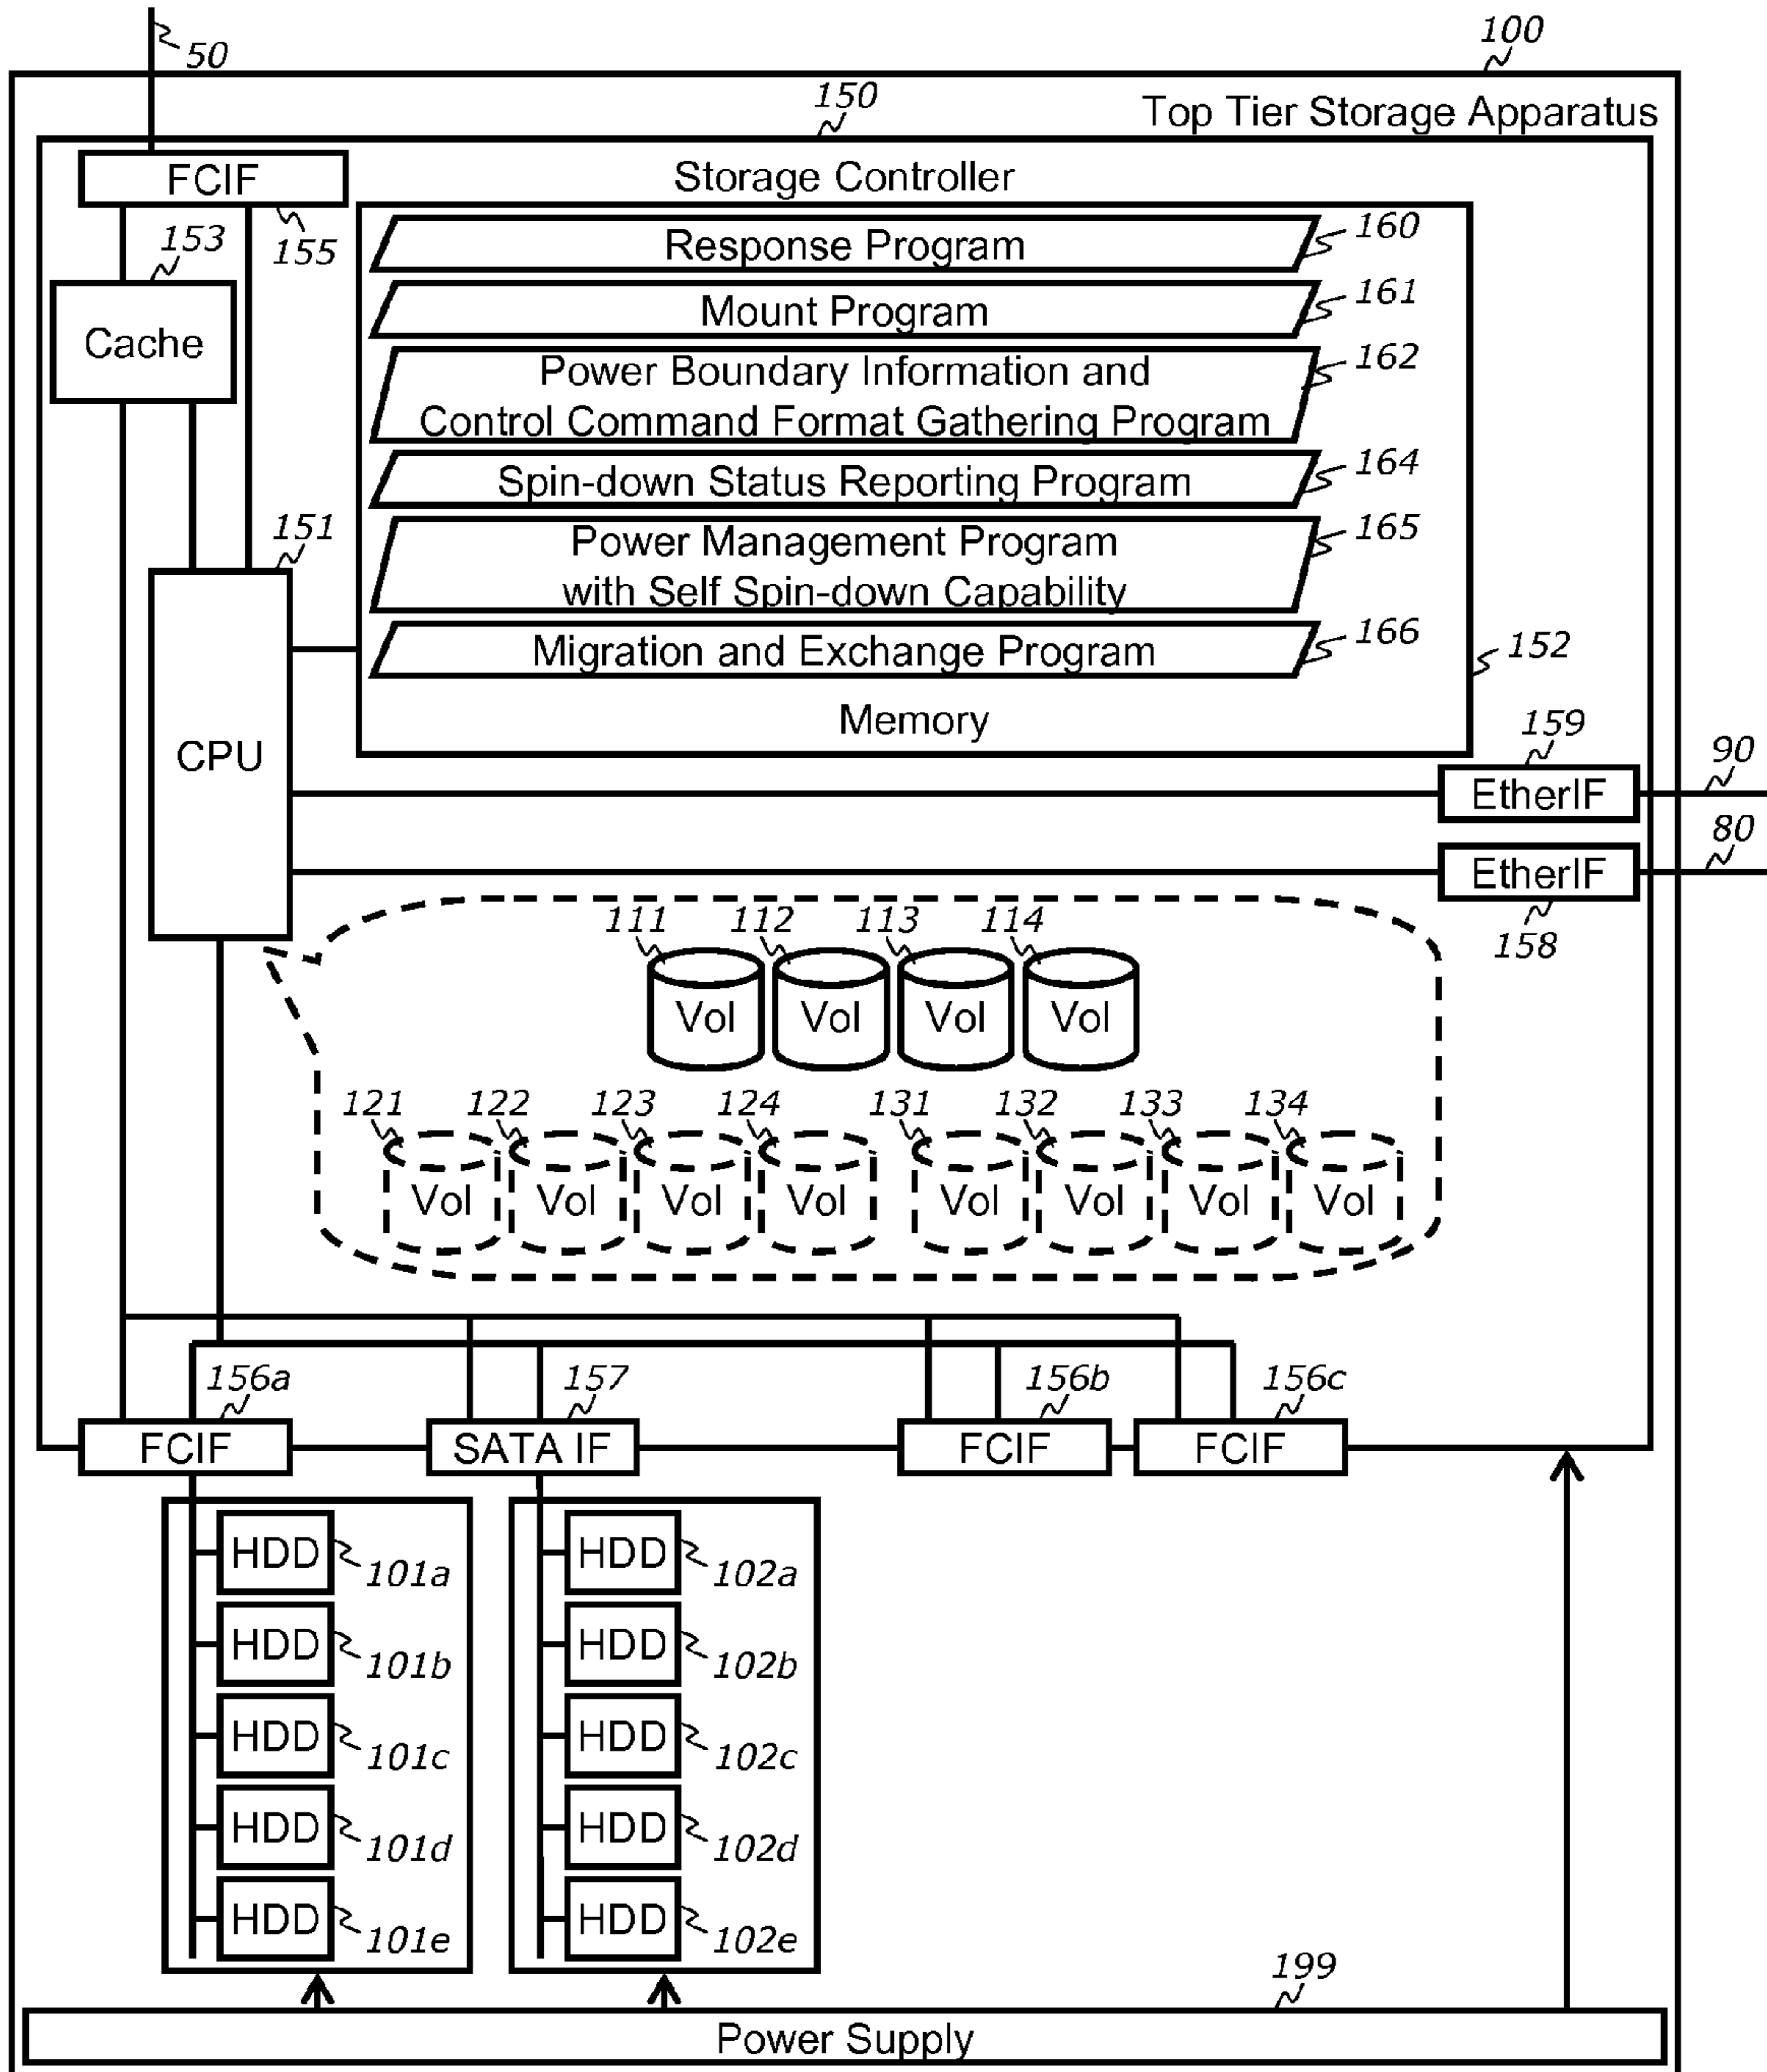 50
100
Top Tier Storage Apparatus
150
Storage Controller
FCIF
155
153
Cache
Response Program
160
Mount Program
161
Power Boundary Information and
Control Command Format Gathering Program
162
Spin-down Status Reporting Program
164
Power Management Program
with Self Spin-down Capability
165
Migration and Exchange Program
166
Memory
152
151
CPU
159
EtherIF
90
80
EtherIF
158
111 112 113 114
Vol Vol Vol Vol
121 122 123 124 131 132 133 134
Vol Vol Vol Vol Vol Vol Vol Vol
156a 157 156b 156c
FCIF SATA IF FCIF FCIF
HDD 101a HDD 102a
HDD 101b HDD 102b
HDD 101c HDD 102c
HDD 101d HDD 102d
HDD 101e HDD 102e
199
Power Supply